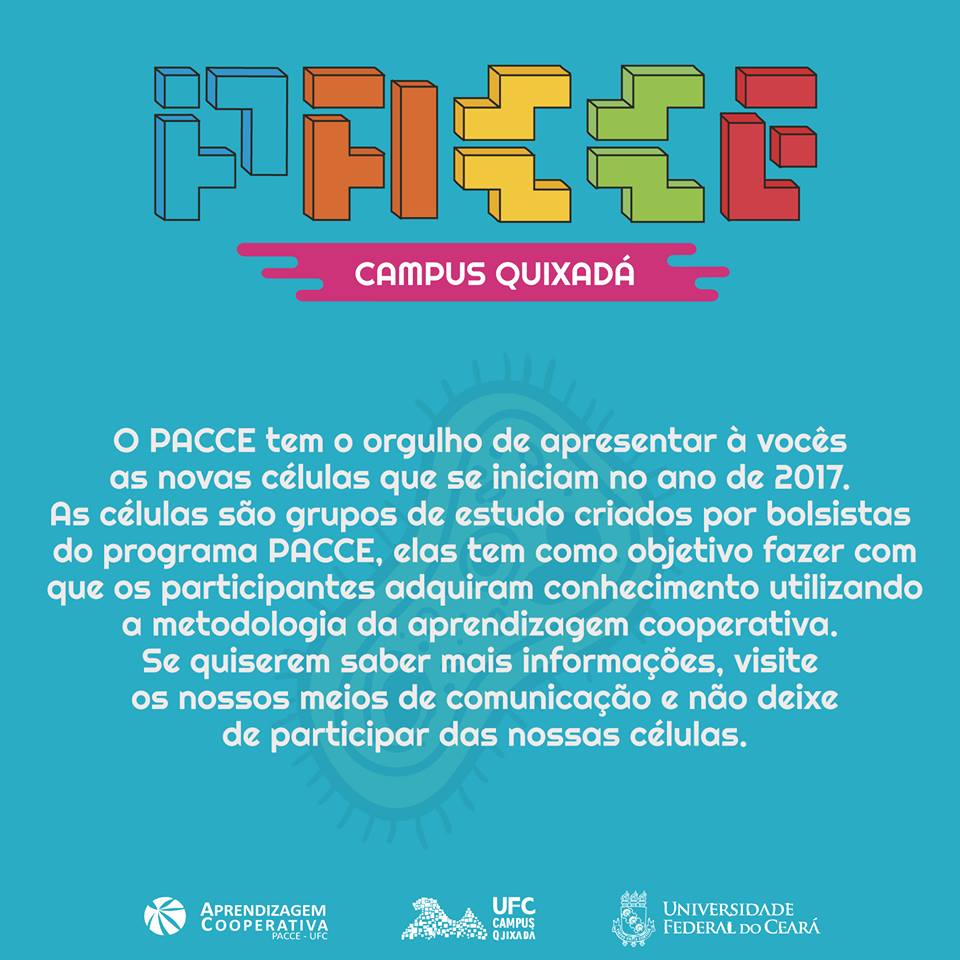 PACCE
CAMPUS QUIXADÁ
O PACCE tem o orgulho de apresentar à vocês
as novas células que se iniciam no ano de 2017.
As células são grupos de estudo criados por bolsistas
do programa PACCE, elas tem como objetivo fazer com
que os participantes adquiram conhecimento utilizando
a metodologia da aprendizagem cooperativa.
Se quiserem saber mais informações, visite
os nossos meios de comunicação e não deixe
de participar das nossas células.
APRENDIZAGEM
COOPERATIVA
PACCE - UFC
UFC
CAMPUS
QUIXADÁ
UNIVERSIDADE
FEDERAL DO CEARÁ